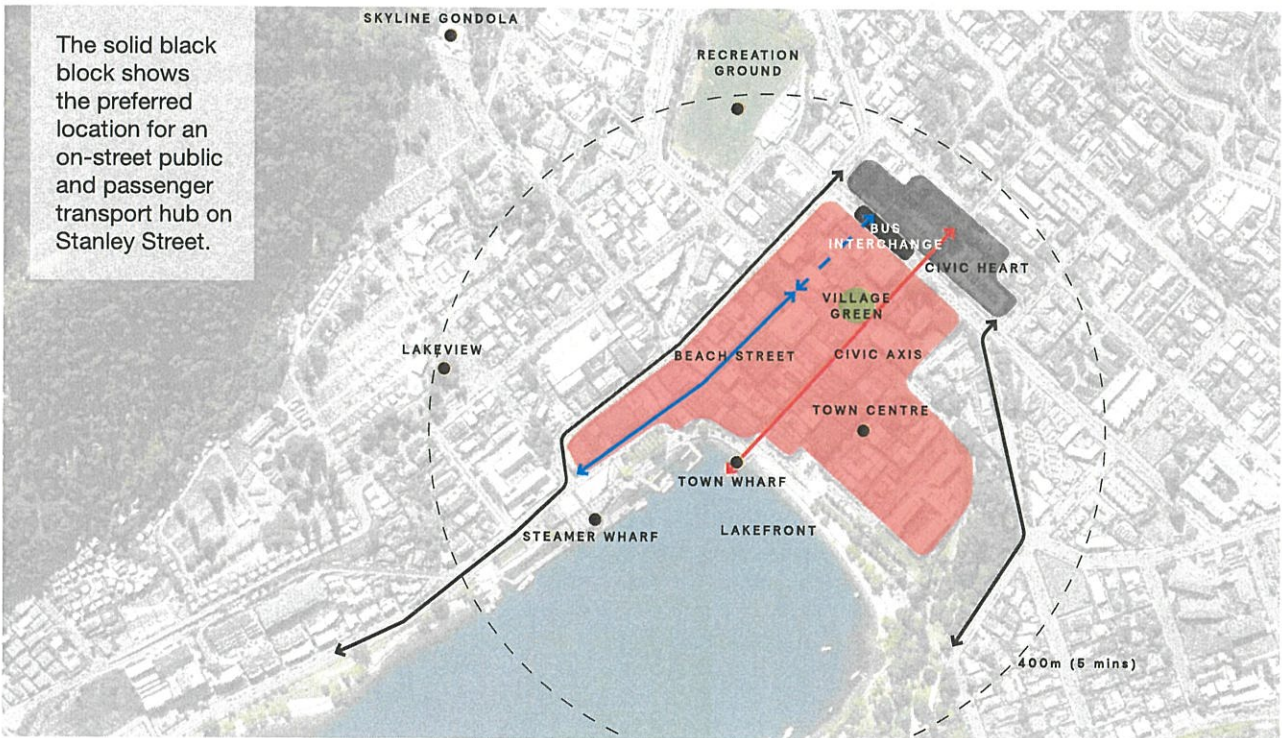 The solid black
block shows
the preferred
location for an
on-street public
and passenger
transport hub on
Stanley Street.
SKYLINE GONDOLA
RECREATION
GROUND
BUS
INTERCHANGE
CIVIC HEART
VILLAGE
GREEN
LAKEVIEW
BEACH STREET
CIVIC AXIS
TOWN CENTRE
TOWN WHARF
STEAMER WHARF
LAKEFRONT
400m (5 mins)